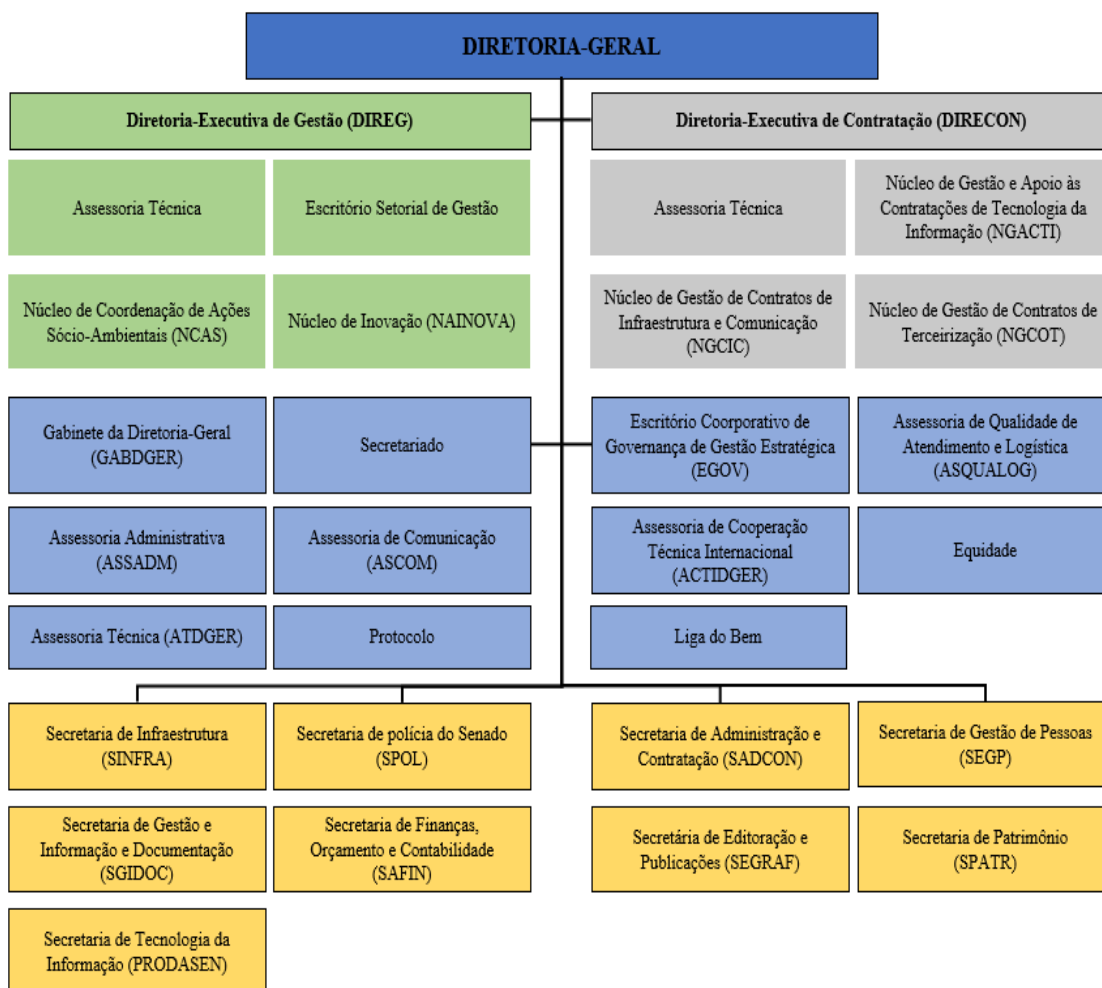 DIRETORIA-GERAL
Diretoria-Executiva de Gestão (DIREG)
Diretoria-Executiva de Contratação (DIRECON)
Assessoria Técnica
Escritório Setorial de Gestão
Assessoria Técnica
Núcleo de Gestão e Apoio às
Contratações de Tecnologia da
Informação (NGACTI)
Núcleo de Coordenação de Ações
Sócio-Ambientais (NCAS)
Núcleo de Inovação (NAINOVA)
Núcleo de Gestão de Contratos de
Infraestrutura e Comunicação
(NGCIC)
Núcleo de Gestão de Contratos de
Terceirização (NGCOT)
Gabinete da Diretoria-Geral
(GABDGER)
Secretariado
Escritório Coorporativo de
Governança de Gestão Estratégica
(EGOV)
Assessoria de Qualidade de
Atendimento e Logística
(ASQUALOG)
Assessoria Administrativa
(ASSADM)
Assessoria de Comunicação
(ASCOM)
Assessoria de Cooperação
Técnica Internacional
(ACTIDGER)
Equidade
Assessoria Técnica (ATDGER)
Protocolo
Liga do Bem
Secretaria de Infraestrutura
(SINFRA)
Secretaria de polícia do Senado
(SPOL)
Secretaria de Administração e
Contratação (SADCON)
Secretaria de Gestão de Pessoas
(SEGP)
Secretaria de Gestão e
Informação e Documentação
(SGIDOC)
Secretaria de Finanças,
Orçamento e Contabilidade
(SAFIN)
Secretária de Editoração e
Publicações (SEGRAF)
Secretaria de Patrimônio
(SPATR)
Secretaria de Tecnologia da
Informação (PRODASEN)